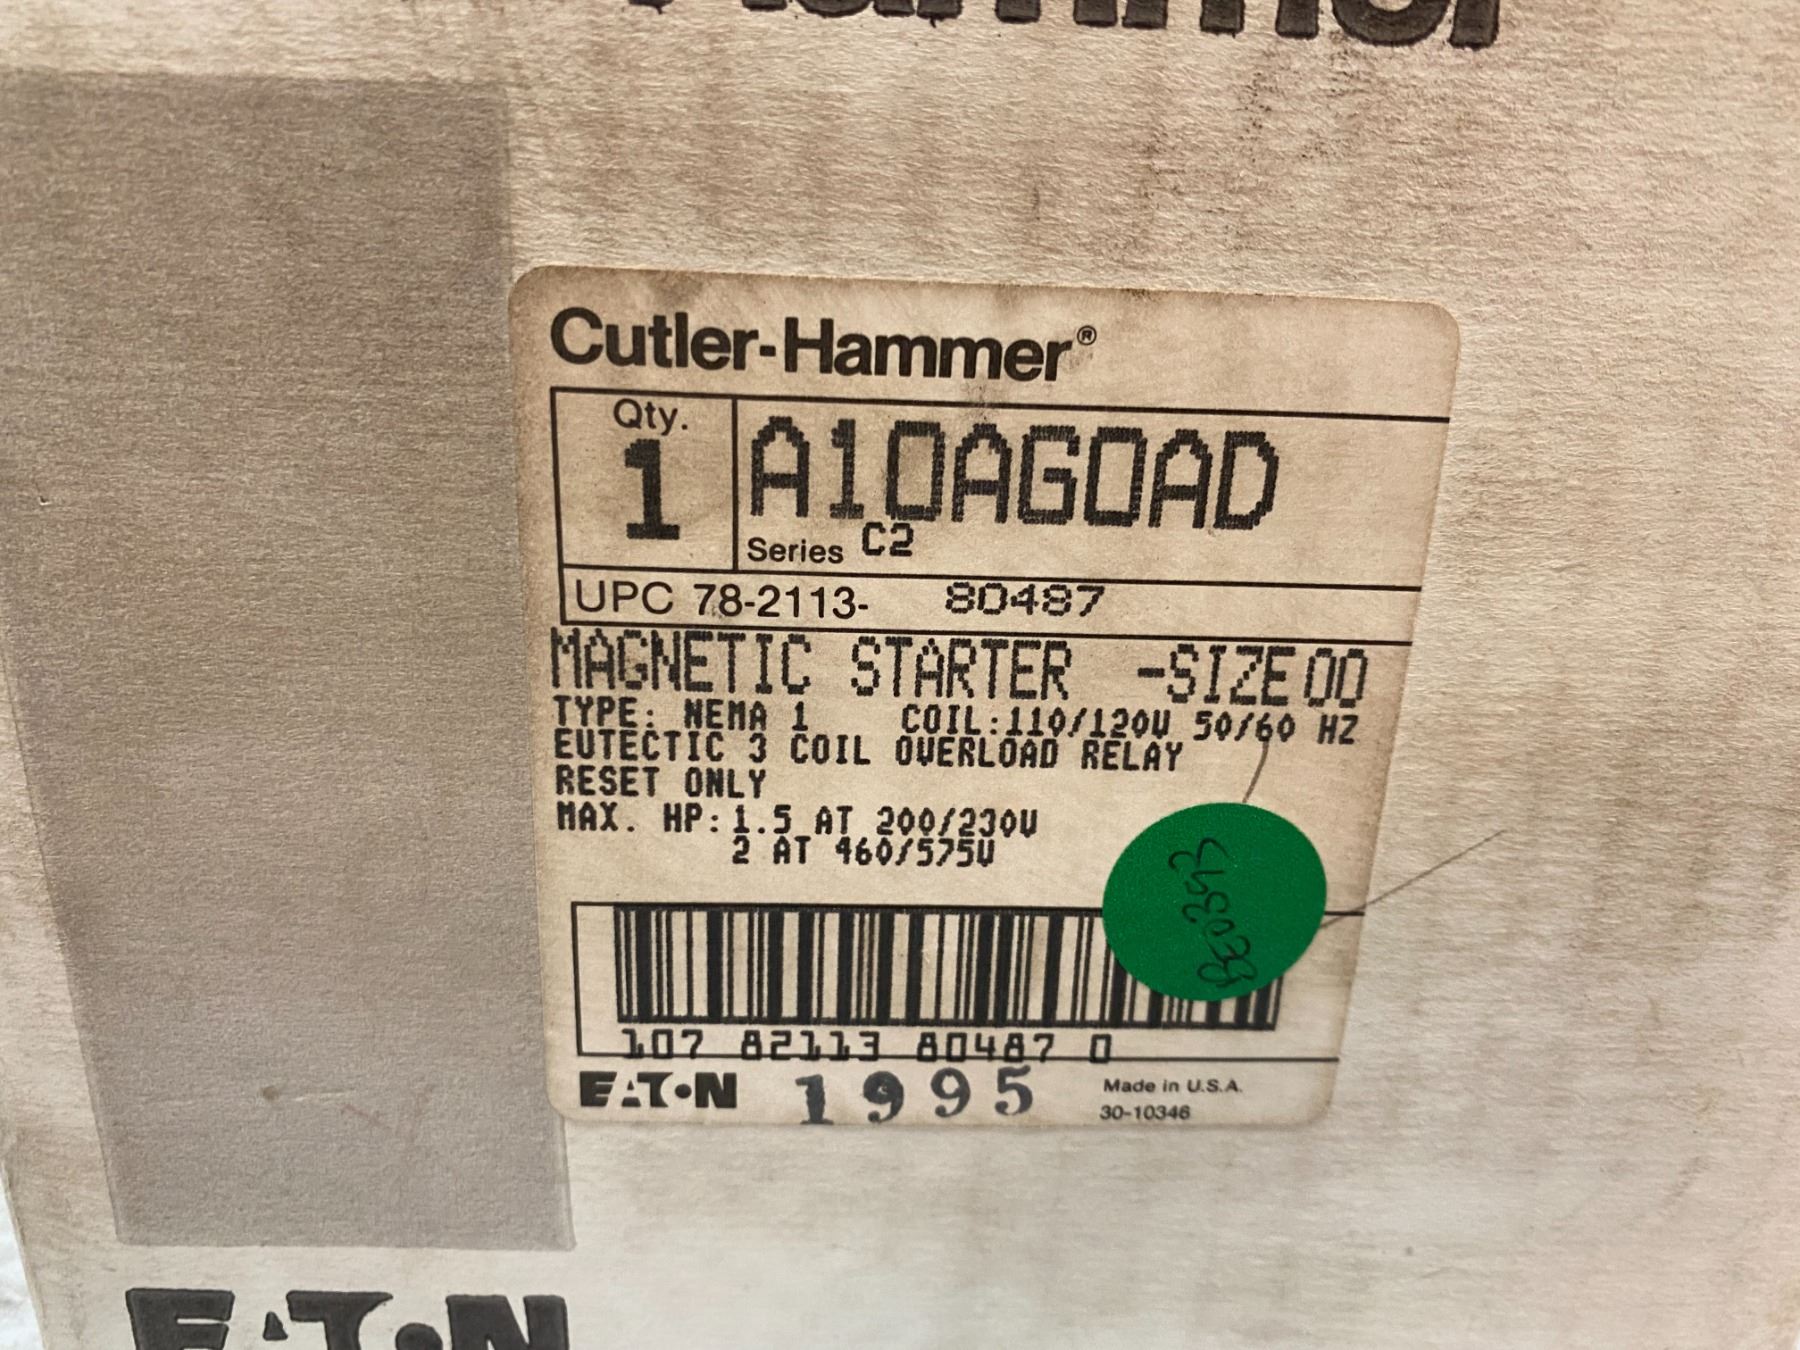 Hammer
Cutler-Hammer®
Qty.
1
A10AG0AD
Series C2
UPC 78-2113- 80487
MAGNETIC STARTER -SIZE 00
TYPE: NEMA 1 COIL:110/120V 50/60 HZ
EUTECTIC 3 COIL OVERLOAD RELAY
RESET ONLY
MAX. HP: 1.5 AT 200/230V
2 AT 460/575V
107 82113 80487 0
EATON 1995 Made in U.S.A.
30-10346
EATON